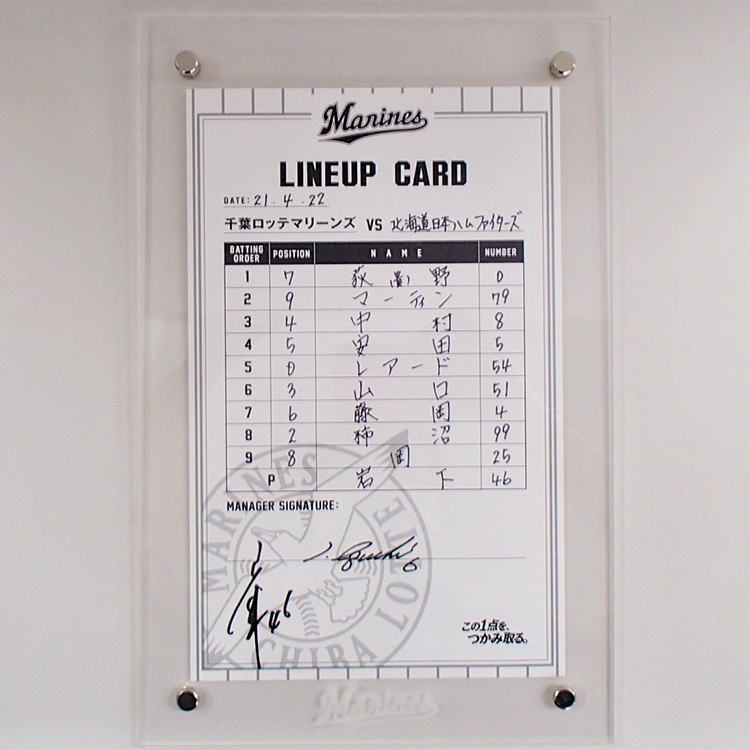 Marines
LINEUP CARD
DATE: 21.4.22
千葉ロッテマリーンズ VS 北海道日本ハムファイターズ
BATTING ORDER POSITION NAME NUMBER
1 7 荻(貴)野 0
2 9 マーティン 79
3 4 中村 8
4 5 安田 5
5 0 レアード 54
6 3 山口 51
7 6 藤岡 4
8 2 柿沼 99
9 8 岡 25
P 岩下 46
MANAGER SIGNATURE:
6
46
この1点を、
つかみ取る。
MARINES
CHIBA LOTTE
Marines